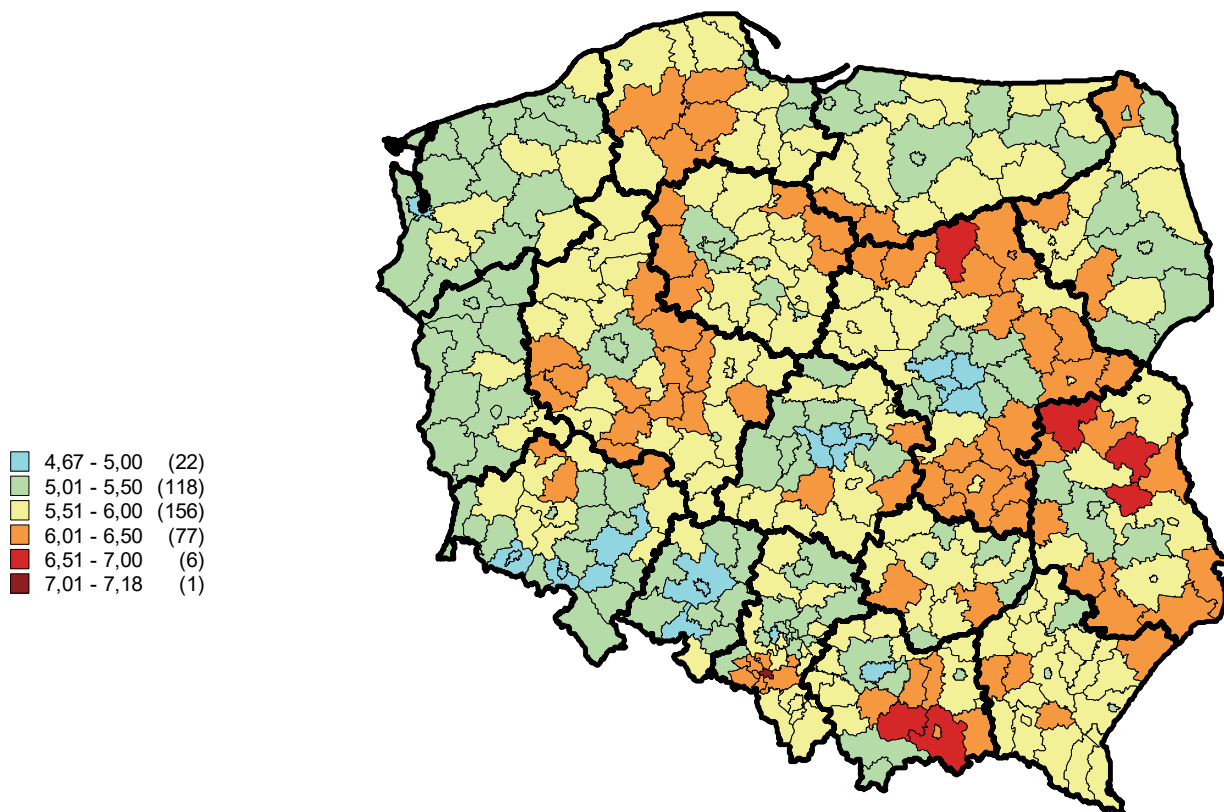 4,67 - 5,00 (22)
5,01 - 5,50 (118)
5,51 - 6,00 (156)
6,01 - 6,50 (77)
6,51 - 7,00 (6)
7,01 - 7,18 (1)